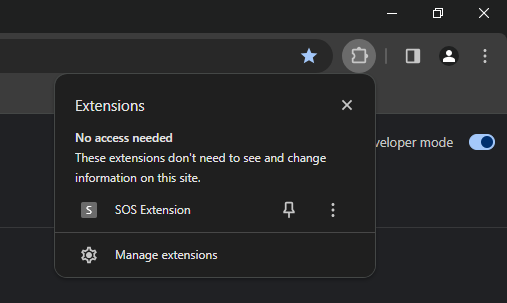 Extensions
No access needed
veloper mode
These extensions don't need to see and change
information on this site.
S SOS Extension
Manage extensions